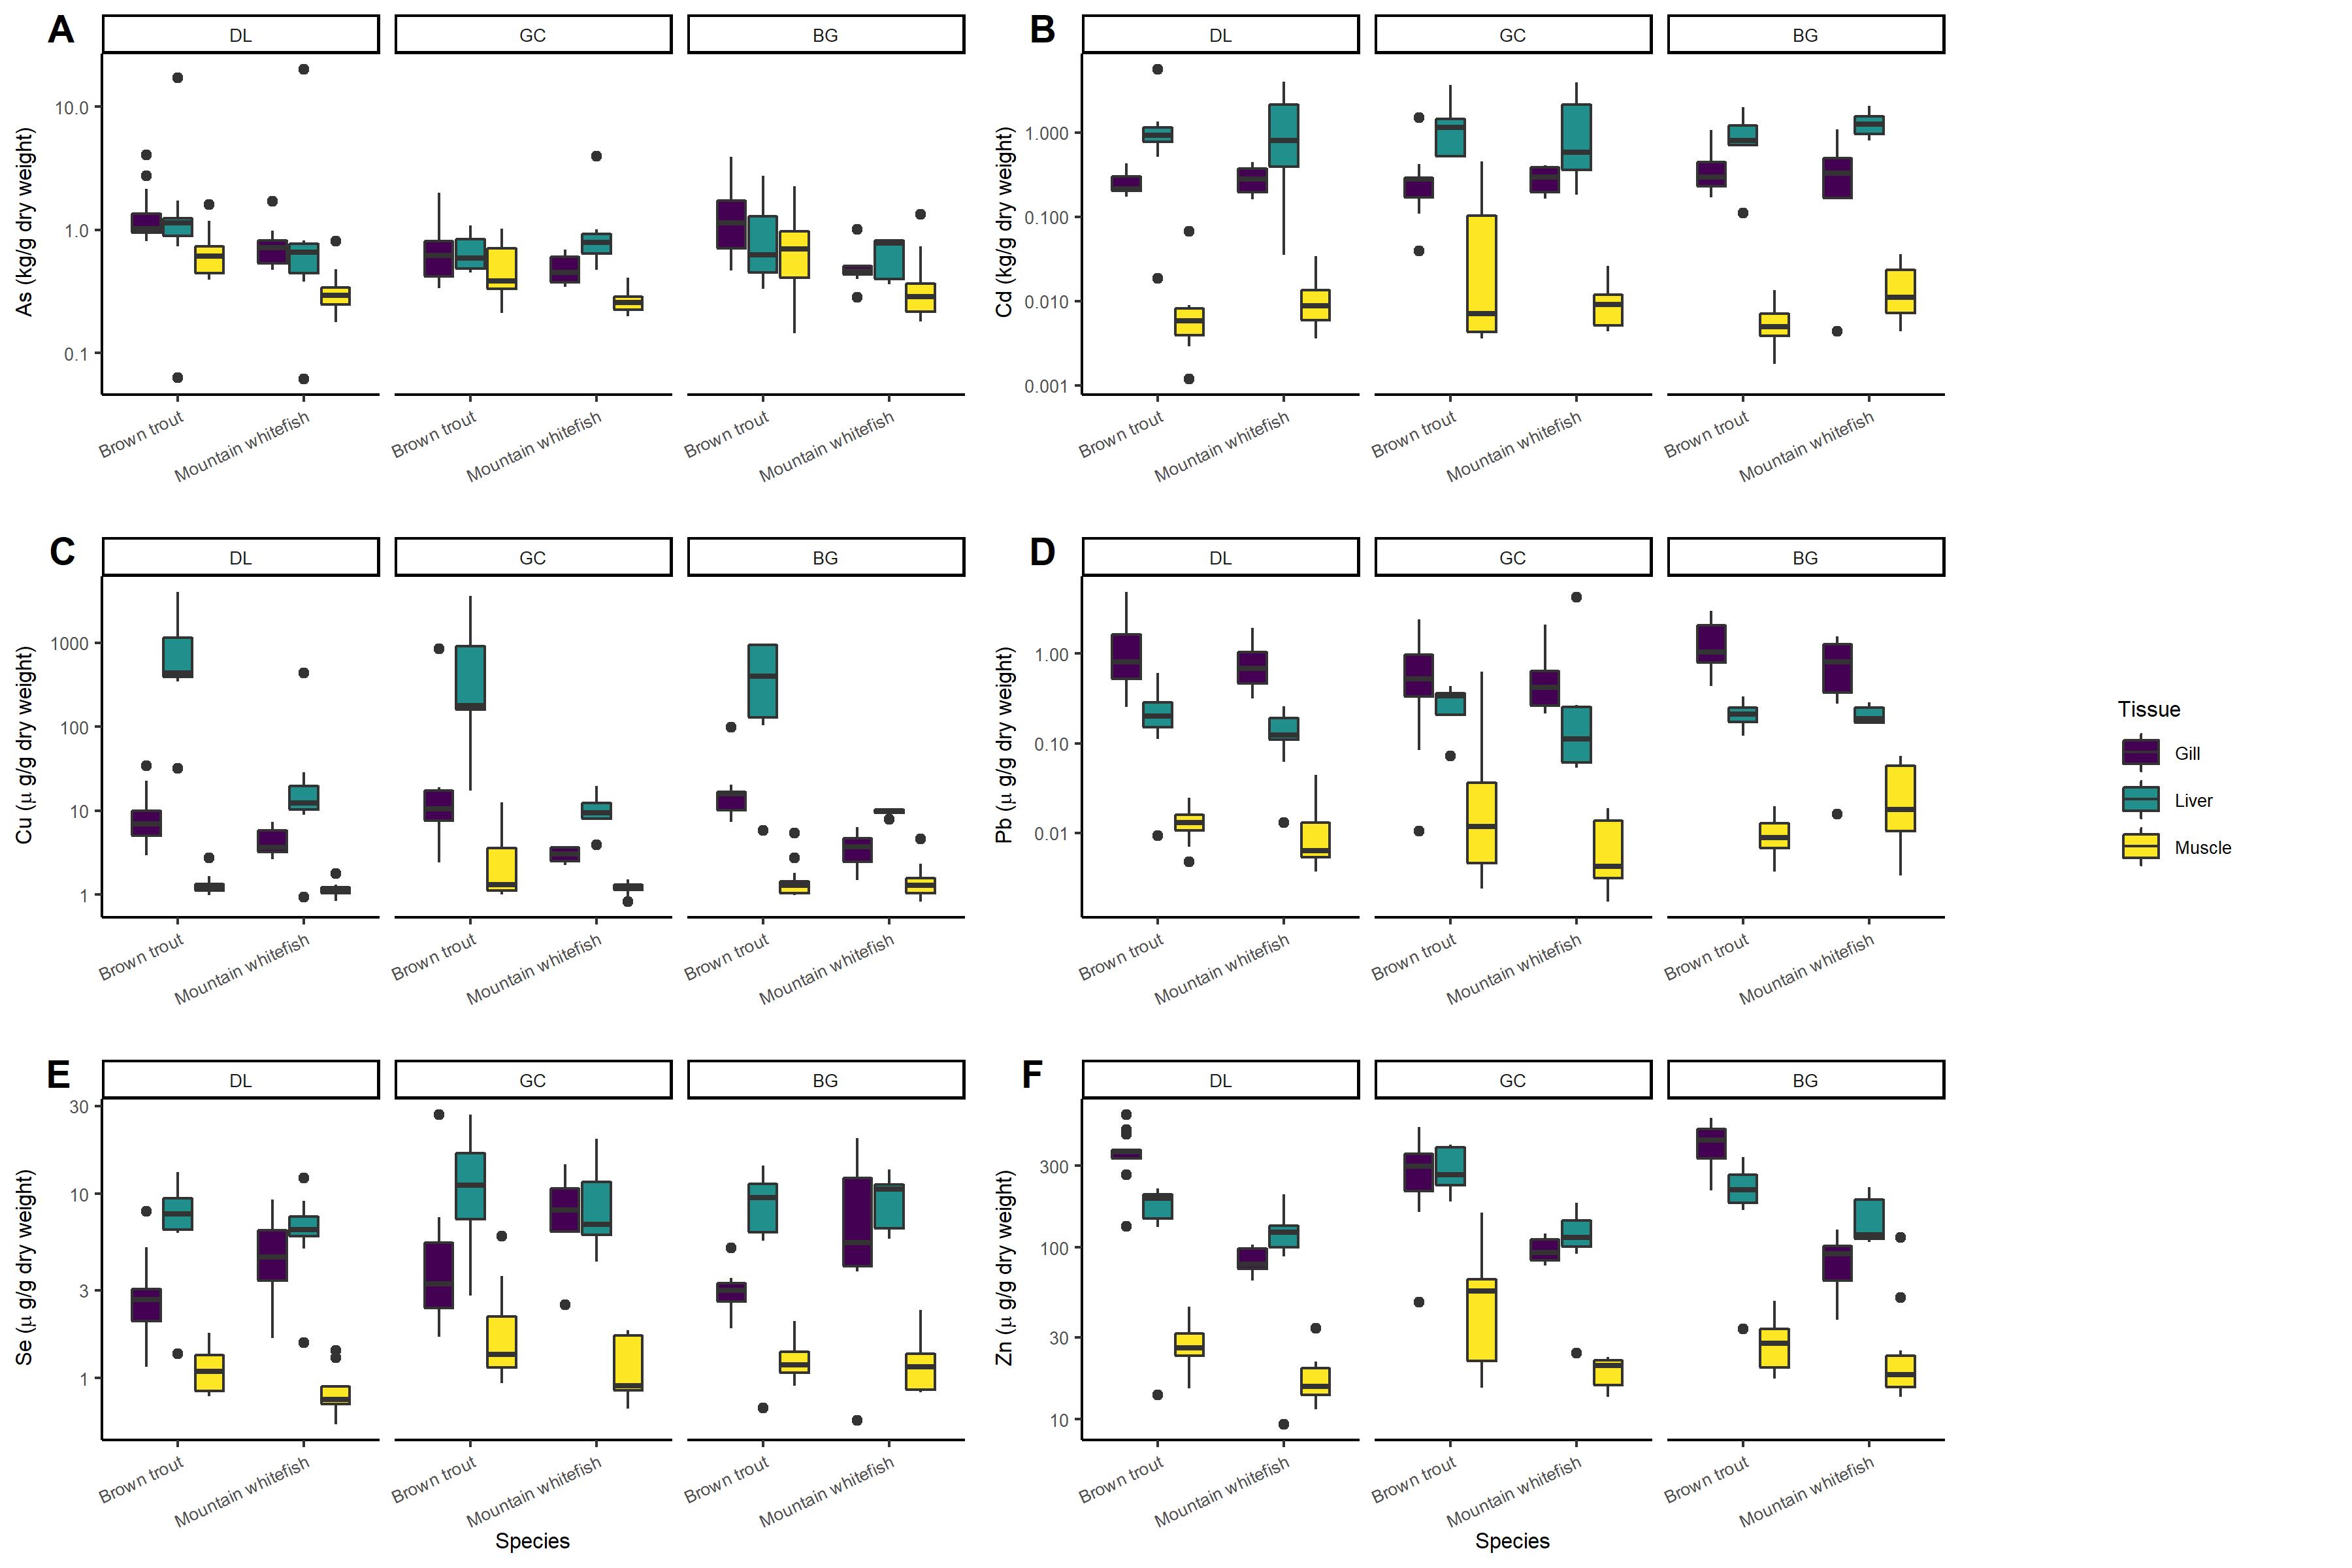 A
DL
GC
BG
As (kg/g dry weight)
10.0
1.0
0.1
Brown trout
Mountain whitefish
Brown trout
Mountain whitefish
Brown trout
Mountain whitefish
B
DL
GC
BG
Cd (kg/g dry weight)
1.000
0.100
0.010
0.001
Brown trout
Mountain whitefish
Brown trout
Mountain whitefish
Brown trout
Mountain whitefish
C
DL
GC
BG
Cu (μ g/g dry weight)
1000
100
10
1
Brown trout
Mountain whitefish
Brown trout
Mountain whitefish
Brown trout
Mountain whitefish
D
DL
GC
BG
Pb (μ g/g dry weight)
1.00
0.10
0.01
Brown trout
Mountain whitefish
Brown trout
Mountain whitefish
Brown trout
Mountain whitefish
Tissue
Gill
Liver
Muscle
E
DL
GC
BG
Se (μ g/g dry weight)
30
10
3
1
Brown trout
Mountain whitefish
Brown trout
Mountain whitefish
Brown trout
Mountain whitefish
Species
F
DL
GC
BG
Zn (μ g/g dry weight)
300
100
30
10
Brown trout
Mountain whitefish
Brown trout
Mountain whitefish
Brown trout
Mountain whitefish
Species